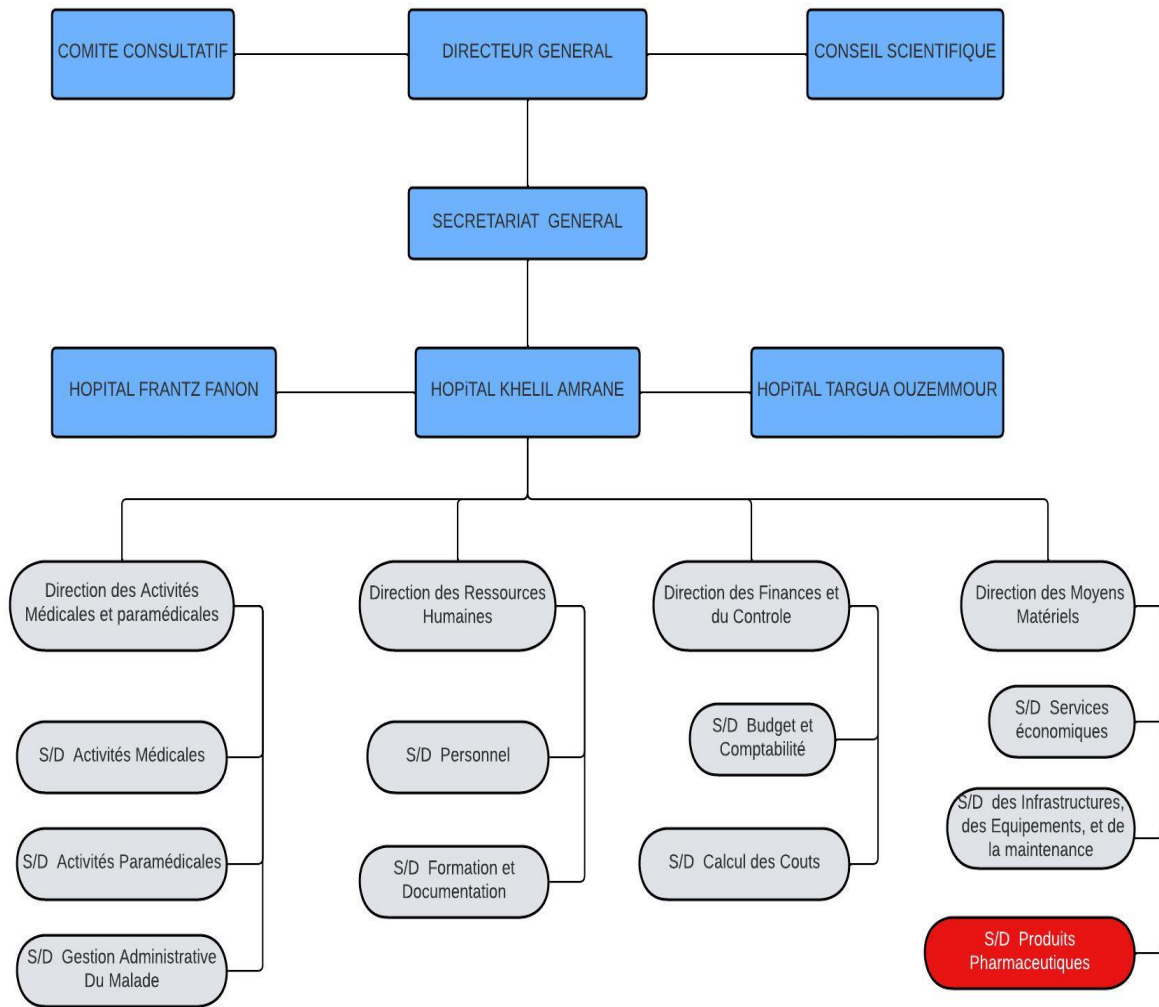 COMITE CONSULTATIF
DIRECTEUR GENERAL
CONSEIL SCIENTIFIQUE
SECRETARIAT GENERAL
HOPITAL FRANTZ FANON
HOPiTAL KHELIL AMRANE
HOPiTAL TARGUA OUZEMMOUR
Direction des Activités
Médicales et paramédicales
S/D Activités Médicales
S/D Activités Paramédicales
S/D Gestion Administrative
Du Malade
Direction des Ressources
Humaines
S/D Personnel
S/D Formation et
Documentation
Direction des Finances et
du Controle
S/D Budget et
Comptabilité
S/D Calcul des Couts
Direction des Moyens
Matériels
S/D Services
économiques
S/D des Infrastructures,
des Equipements, et de
la maintenance
S/D Produits
Pharmaceutiques